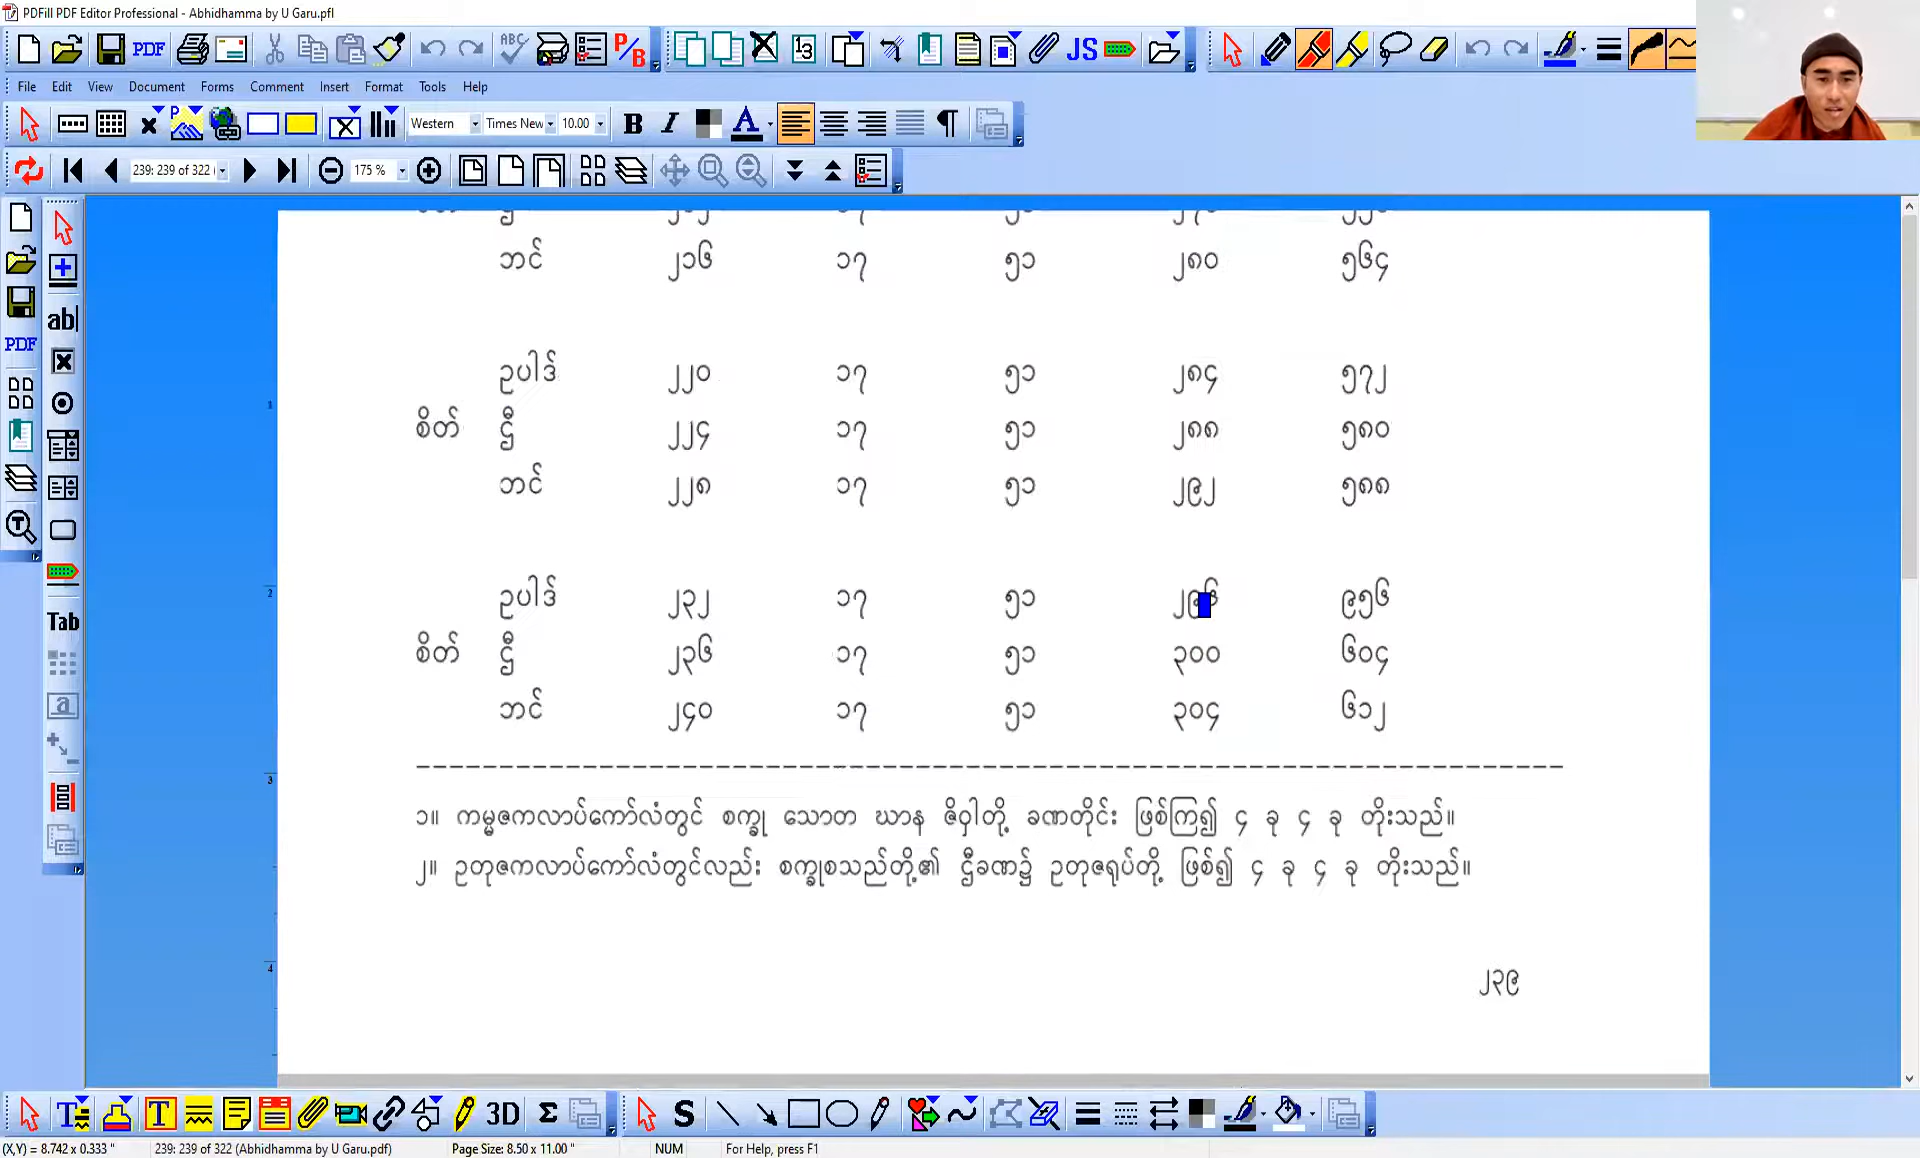 PDFill PDF Editor Professional - Abhidhamma by U Garu.pfl
File Edit View Document Forms Comment Insert Format Tools Help
Western Times New 10.00
239: 239 of 322 175 %
ဘင် ၂၁၆ ၁၇ ၅၁ ၂၈၀ ၅၆၄
ဥပါဒ် ၂၂၀ ၁၇ ၅၁ ၂၈၄ ၅၇၂
စိတ် ဌီ ၂၂၄ ၁၇ ၅၁ ၂၈၈ ၅၈၀
ဘင် ၂၂၈ ၁၇ ၅၁ ၂၉၂ ၅၈၈
ဥပါဒ် ၂၃၂ ၁၇ ၅၁ ၂၉၆ ၉၅၆
စိတ် ဌီ ၂၃၆ ၁၇ ၅၁ ၃၀၀ ၆၀၄
ဘင် ၂၄၀ ၁၇ ၅၁ ၃၀၄ ၆၁၂
၁။ ကမ္မဇကလာပ်ကော်လံတွင် စက္ခု သောတ ဃာန ဇိဝှါတို့ ခဏတိုင်း ဖြစ်ကြ၍ ၄ ခု ၄ ခု တိုးသည်။
၂။ ဥတုဇကလာပ်ကော်လံတွင်လည်း စက္ခုစသည်တို့၏ ဌီခဏ၌ ဥတုဇရုပ်တို့ ဖြစ်၍ ၄ ခု ၄ ခု တိုးသည်။
၂၃၉
(X,Y) = 8.742 x 0.333 " 239: 239 of 322 (Abhidhamma by U Garu.pdf) Page Size: 8.50 x 11.00 " NUM For Help, press F1